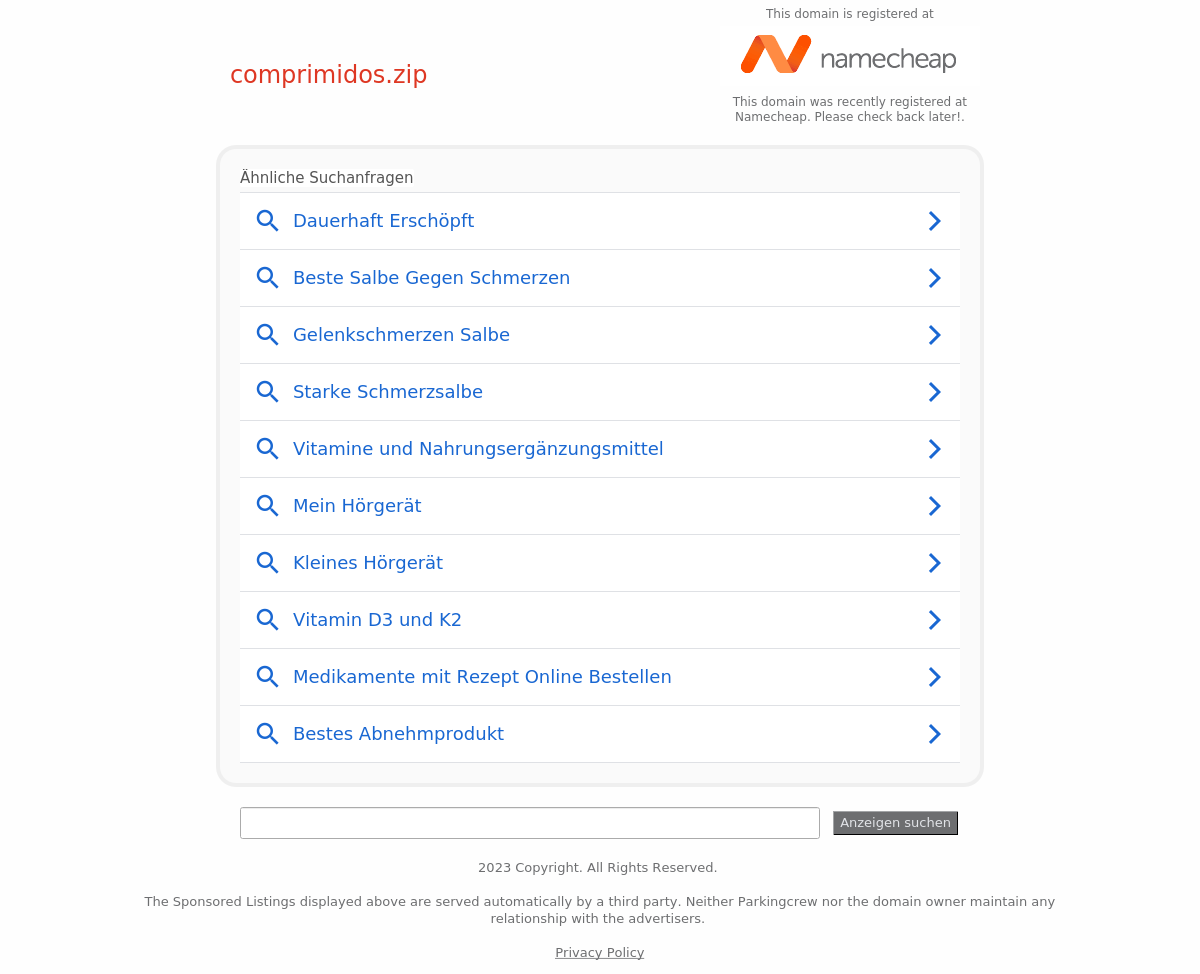 This domain is registered at
namecheap
comprimidos.zip
This domain was recently registered at
Namecheap. Please check back later!.
Ähnliche Suchanfragen
Dauerhaft Erschöpft
Beste Salbe Gegen Schmerzen
Gelenkschmerzen Salbe
Starke Schmerzsalbe
Vitamine und Nahrungsergänzungsmittel
Mein Hörgerät
Kleines Hörgerät
Vitamin D3 und K2
Medikamente mit Rezept Online Bestellen
Bestes Abnehmprodukt
Anzeigen suchen
2023 Copyright. All Rights Reserved.
The Sponsored Listings displayed above are served automatically by a third party. Neither Parkingcrew nor the domain owner maintain any
relationship with the advertisers.
Privacy Policy